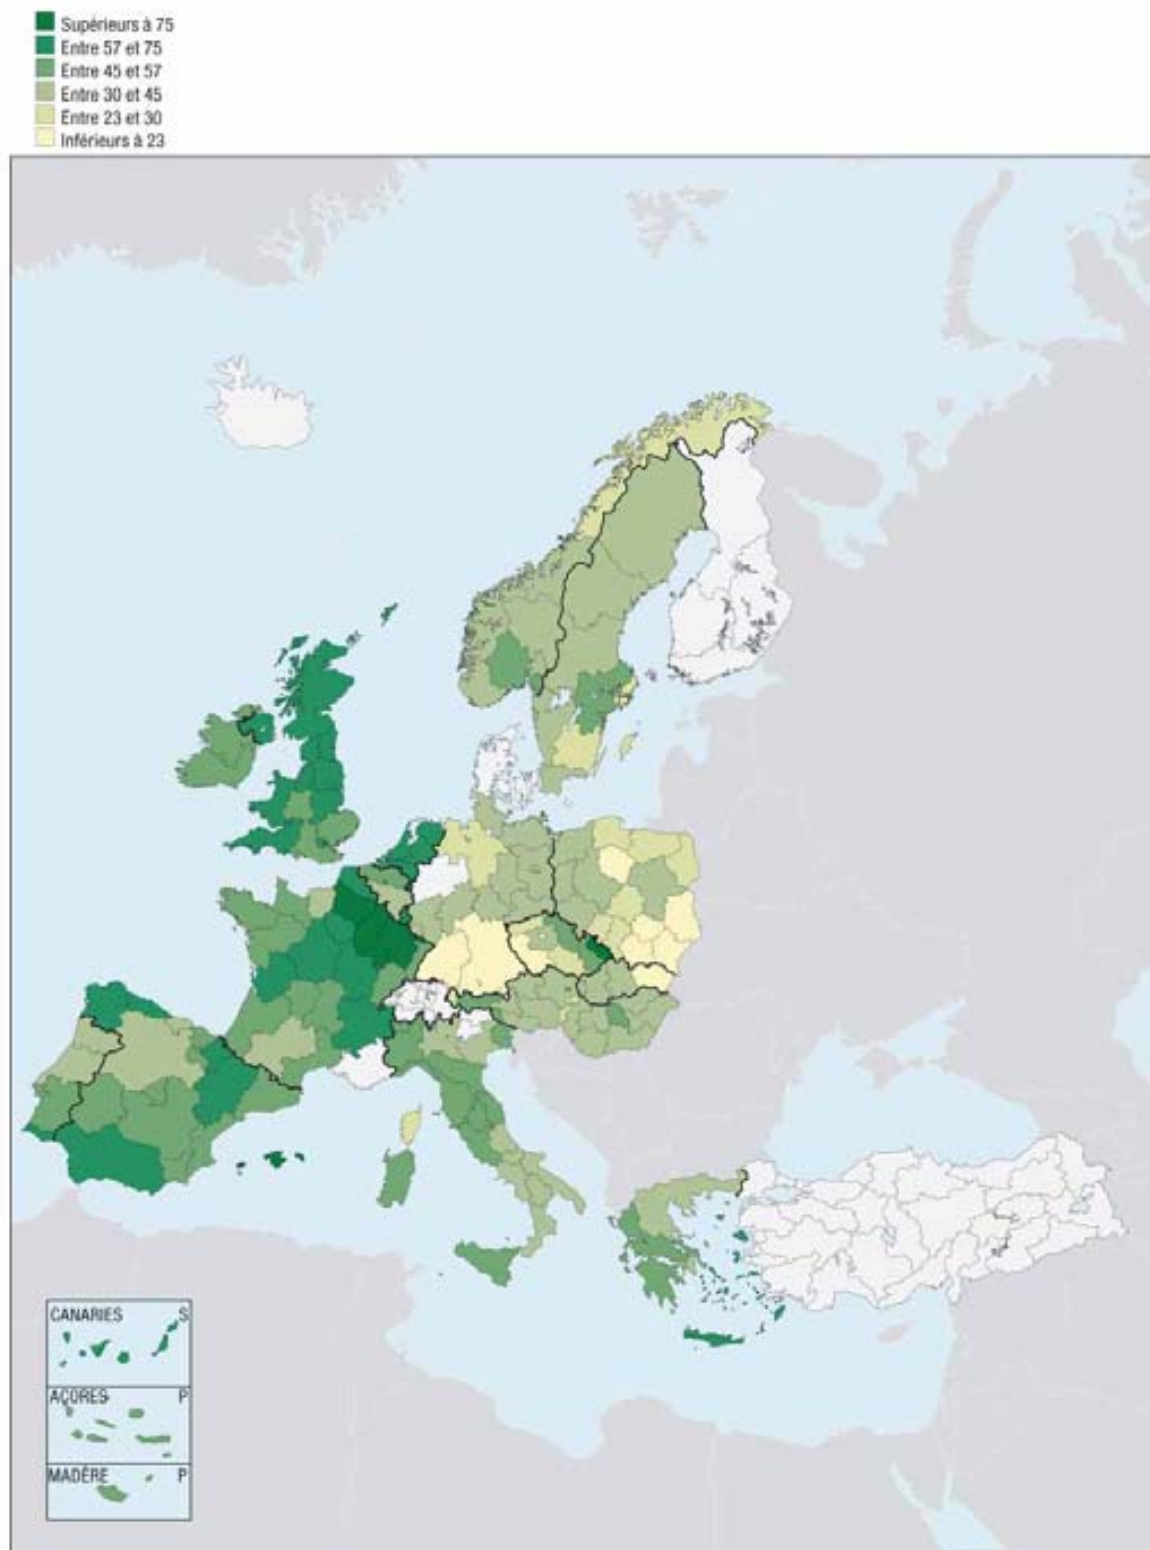 Supérieurs à 75
Entre 57 et 75
Entre 45 et 57
Entre 30 et 45
Entre 23 et 30
Inférieurs à 23
CANARIES S
AÇORES P
MADÈRE P